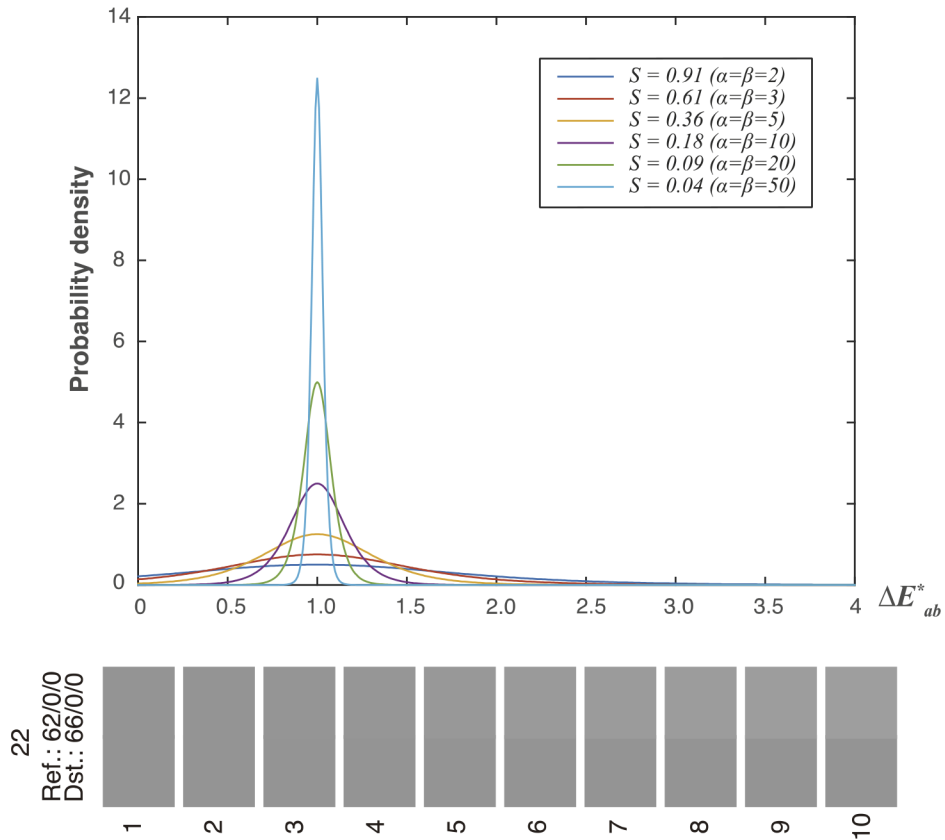 14
12
10
8
6
4
2
0
Probability density
S = 0.91 (α=β=2)
S = 0.61 (α=β=3)
S = 0.36 (α=β=5)
S = 0.18 (α=β=10)
S = 0.09 (α=β=20)
S = 0.04 (α=β=50)
0 0.5 1.0 1.5 2.0 2.5 3.0 3.5 4
ΔE*ab
22
Ref.: 62/0/0
Dst.: 66/0/0
1 2 3 4 5 6 7 8 9 10